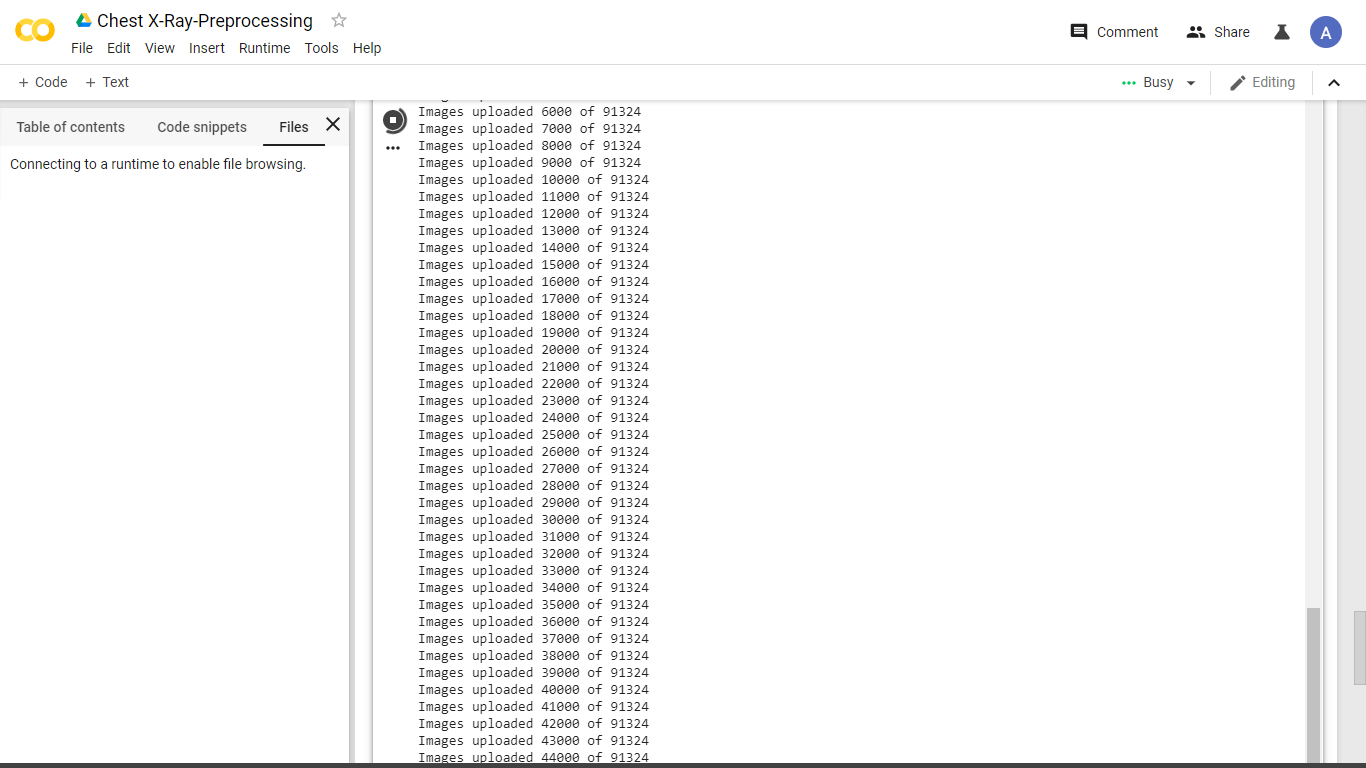 Chest X-Ray-Preprocessing
File Edit View Insert Runtime Tools Help
Comment
Share
A
+ Code + Text
Busy
Editing
Table of contents
Code snippets
Files
Connecting to a runtime to enable file browsing.
Images uploaded 6000 of 91324
Images uploaded 7000 of 91324
Images uploaded 8000 of 91324
Images uploaded 9000 of 91324
Images uploaded 10000 of 91324
Images uploaded 11000 of 91324
Images uploaded 12000 of 91324
Images uploaded 13000 of 91324
Images uploaded 14000 of 91324
Images uploaded 15000 of 91324
Images uploaded 16000 of 91324
Images uploaded 17000 of 91324
Images uploaded 18000 of 91324
Images uploaded 19000 of 91324
Images uploaded 20000 of 91324
Images uploaded 21000 of 91324
Images uploaded 22000 of 91324
Images uploaded 23000 of 91324
Images uploaded 24000 of 91324
Images uploaded 25000 of 91324
Images uploaded 26000 of 91324
Images uploaded 27000 of 91324
Images uploaded 28000 of 91324
Images uploaded 29000 of 91324
Images uploaded 30000 of 91324
Images uploaded 31000 of 91324
Images uploaded 32000 of 91324
Images uploaded 33000 of 91324
Images uploaded 34000 of 91324
Images uploaded 35000 of 91324
Images uploaded 36000 of 91324
Images uploaded 37000 of 91324
Images uploaded 38000 of 91324
Images uploaded 39000 of 91324
Images uploaded 40000 of 91324
Images uploaded 41000 of 91324
Images uploaded 42000 of 91324
Images uploaded 43000 of 91324
Images uploaded 44000 of 91324